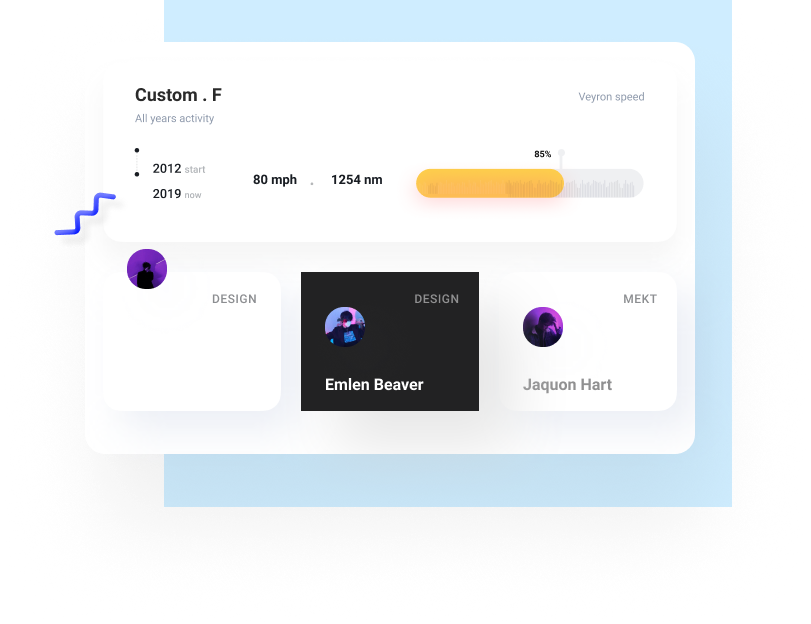 Custom . F
Veyron speed
All years activity
85%
2012 start
80 mph . 1254 nm
2019 now
DESIGN
DESIGN
MEKT
Emlen Beaver
Jaquon Hart